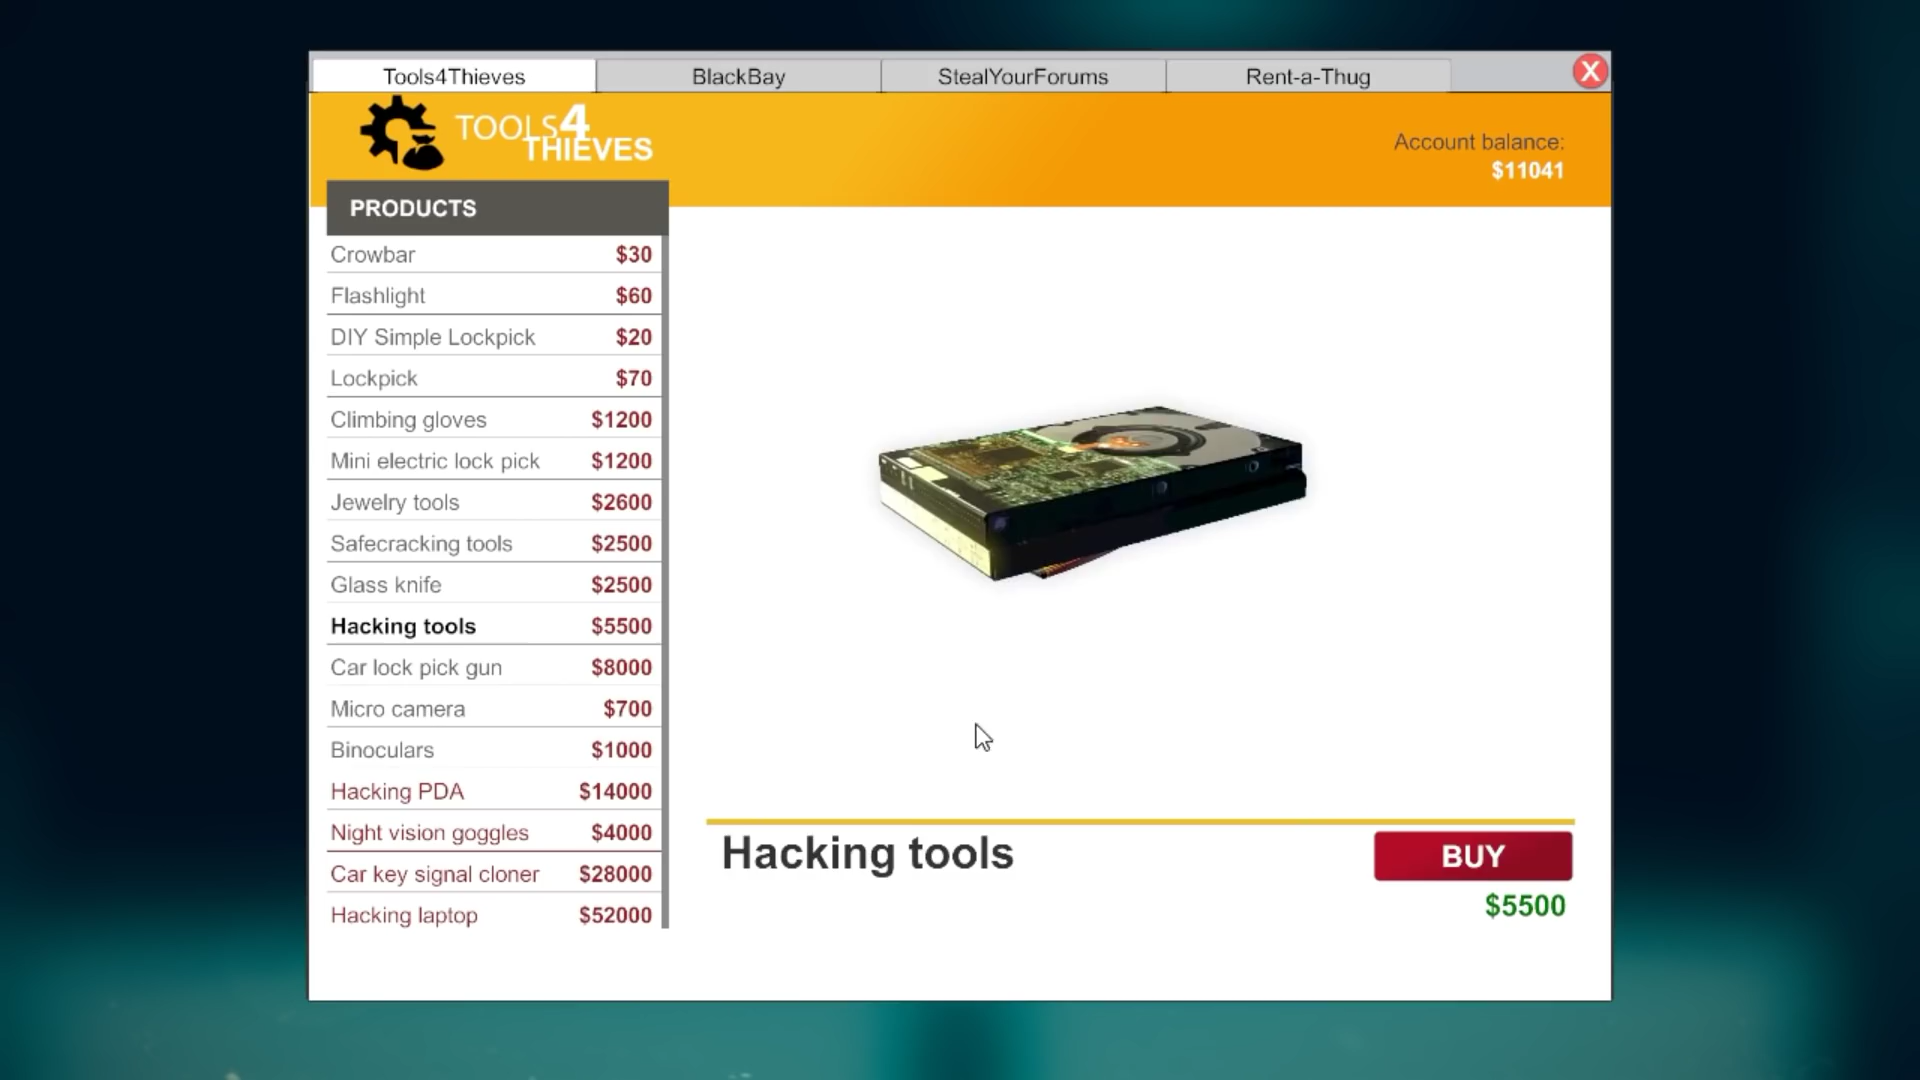 Tools4Thieves BlackBay StealYourForums Rent-a-Thug X
TOOLS4
THIEVES
Account balance:
$11041
PRODUCTS
Crowbar $30
Flashlight $60
DIY Simple Lockpick $20
Lockpick $70
Climbing gloves $1200
Mini electric lock pick $1200
Jewelry tools $2600
Safecracking tools $2500
Glass knife $2500
Hacking tools $5500
Car lock pick gun $8000
Micro camera $700
Binoculars $1000
Hacking PDA $14000
Night vision goggles $4000
Car key signal cloner $28000
Hacking laptop $52000
Hacking tools
BUY
$5500